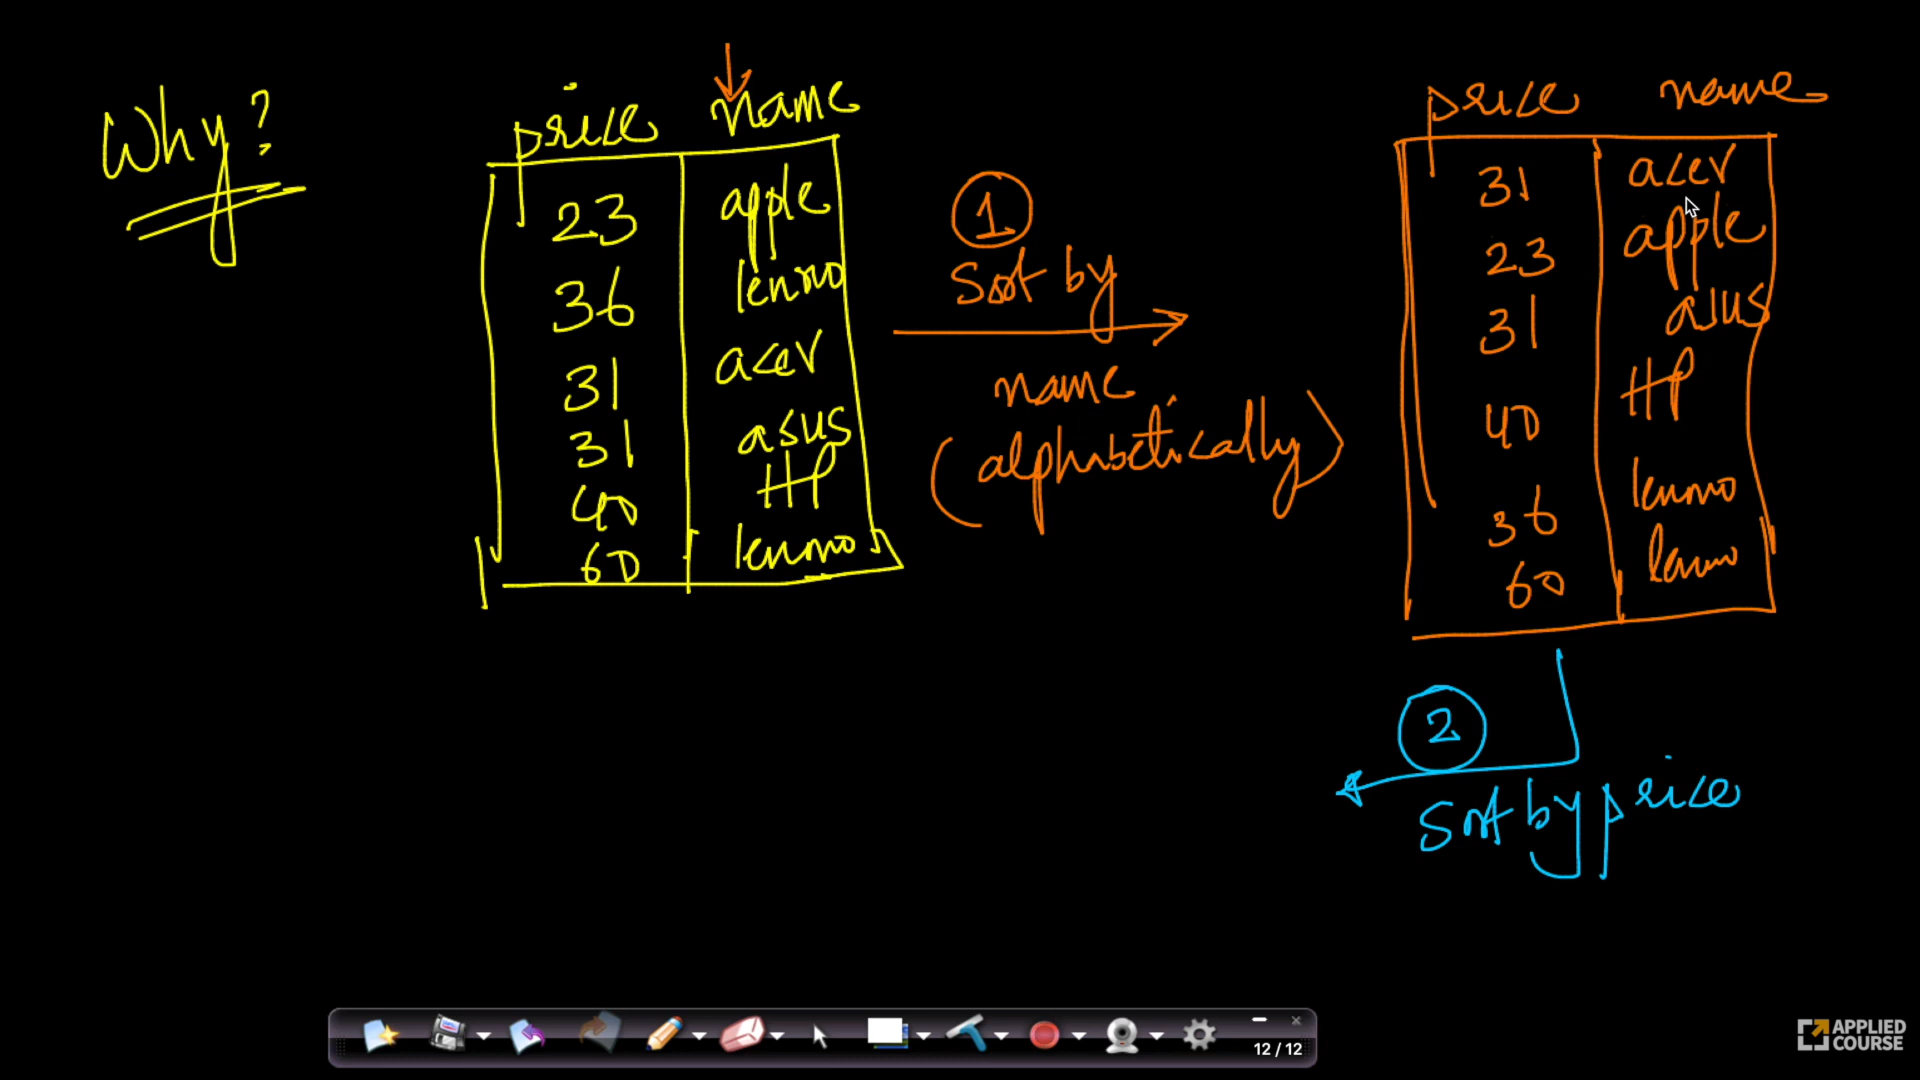 Why?
price name
23 apple
36 lenovo
31 acer
31 asus
40 HP
60 lenovo
1
Sort by
name
(alphabetically)
price name
31 acer
23 apple
31 asus
40 HP
36 lenovo
60 lenovo
2
Sort by price
12 / 12
APPLIED
COURSE